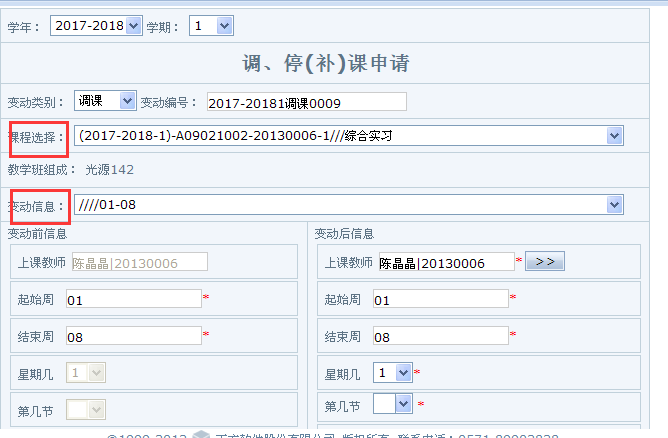 学年： 2017-2018 学期： 1
调、停(补)课申请
变动类别： 调课 变动编号： 2017-20181调课0009
课程选择： (2017-2018-1)-A09021002-20130006-1///综合实习
教学班组成： 光源142
变动信息： ////01-08
变动前信息 变动后信息
上课教师 陈晶晶|20130006 上课教师 陈晶晶|20130006 * >>
起始周 01 * 起始周 01 *
结束周 08 * 结束周 08 *
星期几 1 星期几 1 *
第几节 第几节 *